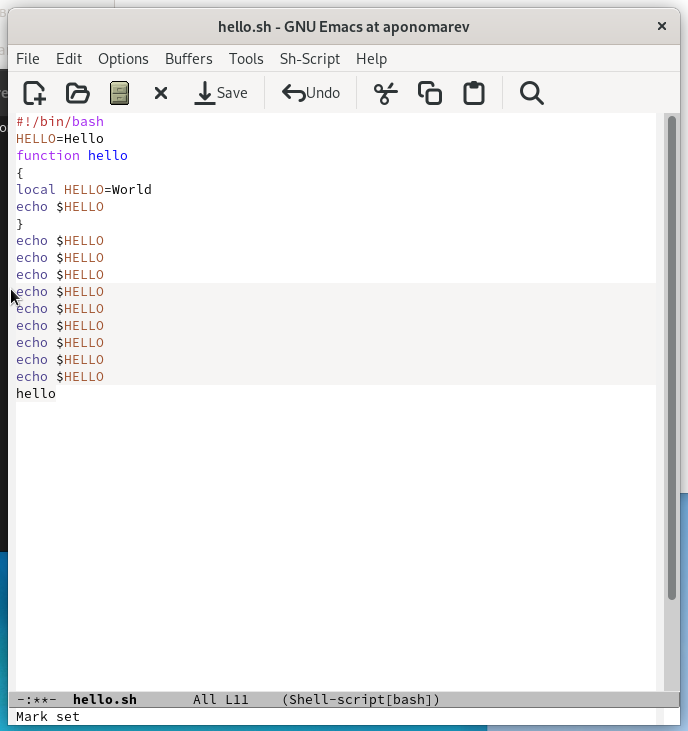 hello.sh - GNU Emacs at aponomarev
File Edit Options Buffers Tools Sh-Script Help
Save Undo
#!/bin/bash
HELLO=Hello
function hello
{
local HELLO=World
echo $HELLO
}
echo $HELLO
echo $HELLO
echo $HELLO
echo $HELLO
echo $HELLO
echo $HELLO
echo $HELLO
echo $HELLO
echo $HELLO
hello
-:**- hello.sh All L11 (Shell-script[bash])
Mark set